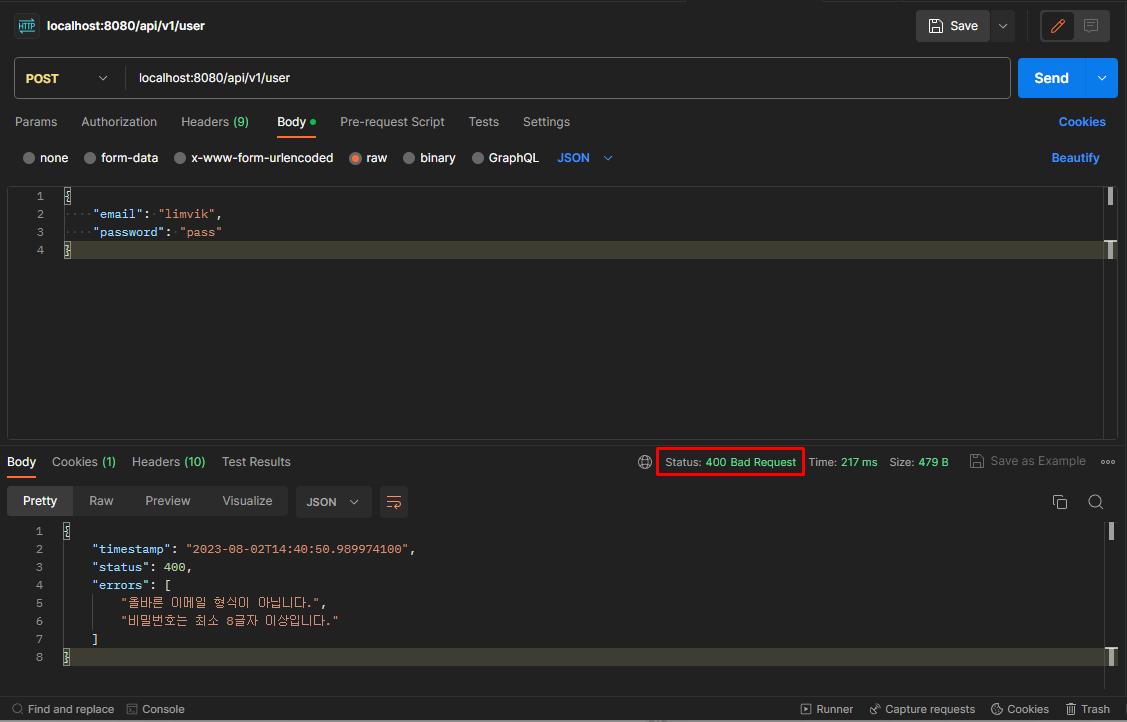 HTTP localhost:8080/api/v1/user Save
POST localhost:8080/api/v1/user Send
Params Authorization Headers (9) Body Pre-request Script Tests Settings Cookies
none form-data x-www-form-urlencoded raw binary GraphQL JSON Beautify
1 {
2 "email": "limvik",
3 "password": "pass"
4 }
Body Cookies (1) Headers (10) Test Results Status: 400 Bad Request Time: 217 ms Size: 479 B Save as Example
Pretty Raw Preview Visualize JSON
1 {
2 "timestamp": "2023-08-02T14:40:50.989974100",
3 "status": 400,
4 "errors": [
5 "올바른 이메일 형식이 아닙니다.",
6 "비밀번호는 최소 8글자 이상입니다."
7 ]
8 }
Find and replace Console Runner Capture requests Cookies Trash